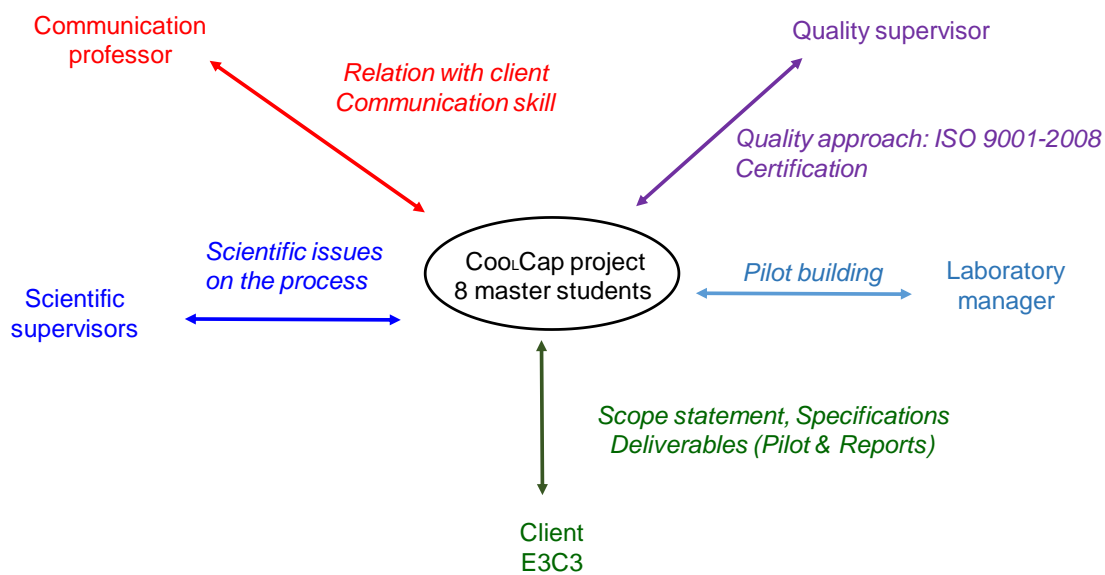 Communication
professor
Quality supervisor
Relation with client
Communication skill
Quality approach: ISO 9001-2008
Certification
Scientific issues
on the process
CooLCap project
8 master students
Pilot building
Laboratory
manager
Scientific
supervisors
Scope statement, Specifications
Deliverables (Pilot & Reports)
Client
E3C3